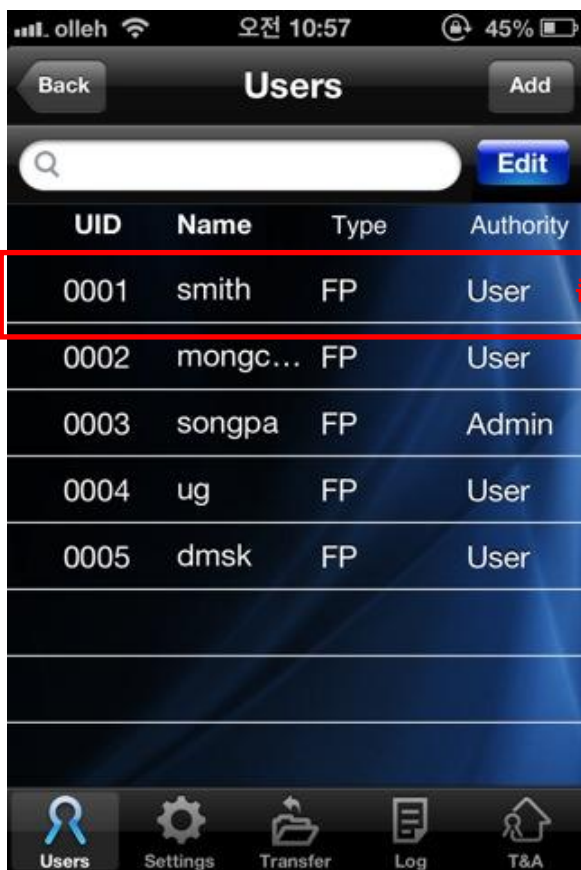 olleh 오전 10:57 45%
Back Users Add
Edit
UID Name Type Authority
0001 smith FP User
0002 mongc... FP User
0003 songpa FP Admin
0004 ug FP User
0005 dmsk FP User
Users Settings Transfer Log T&A